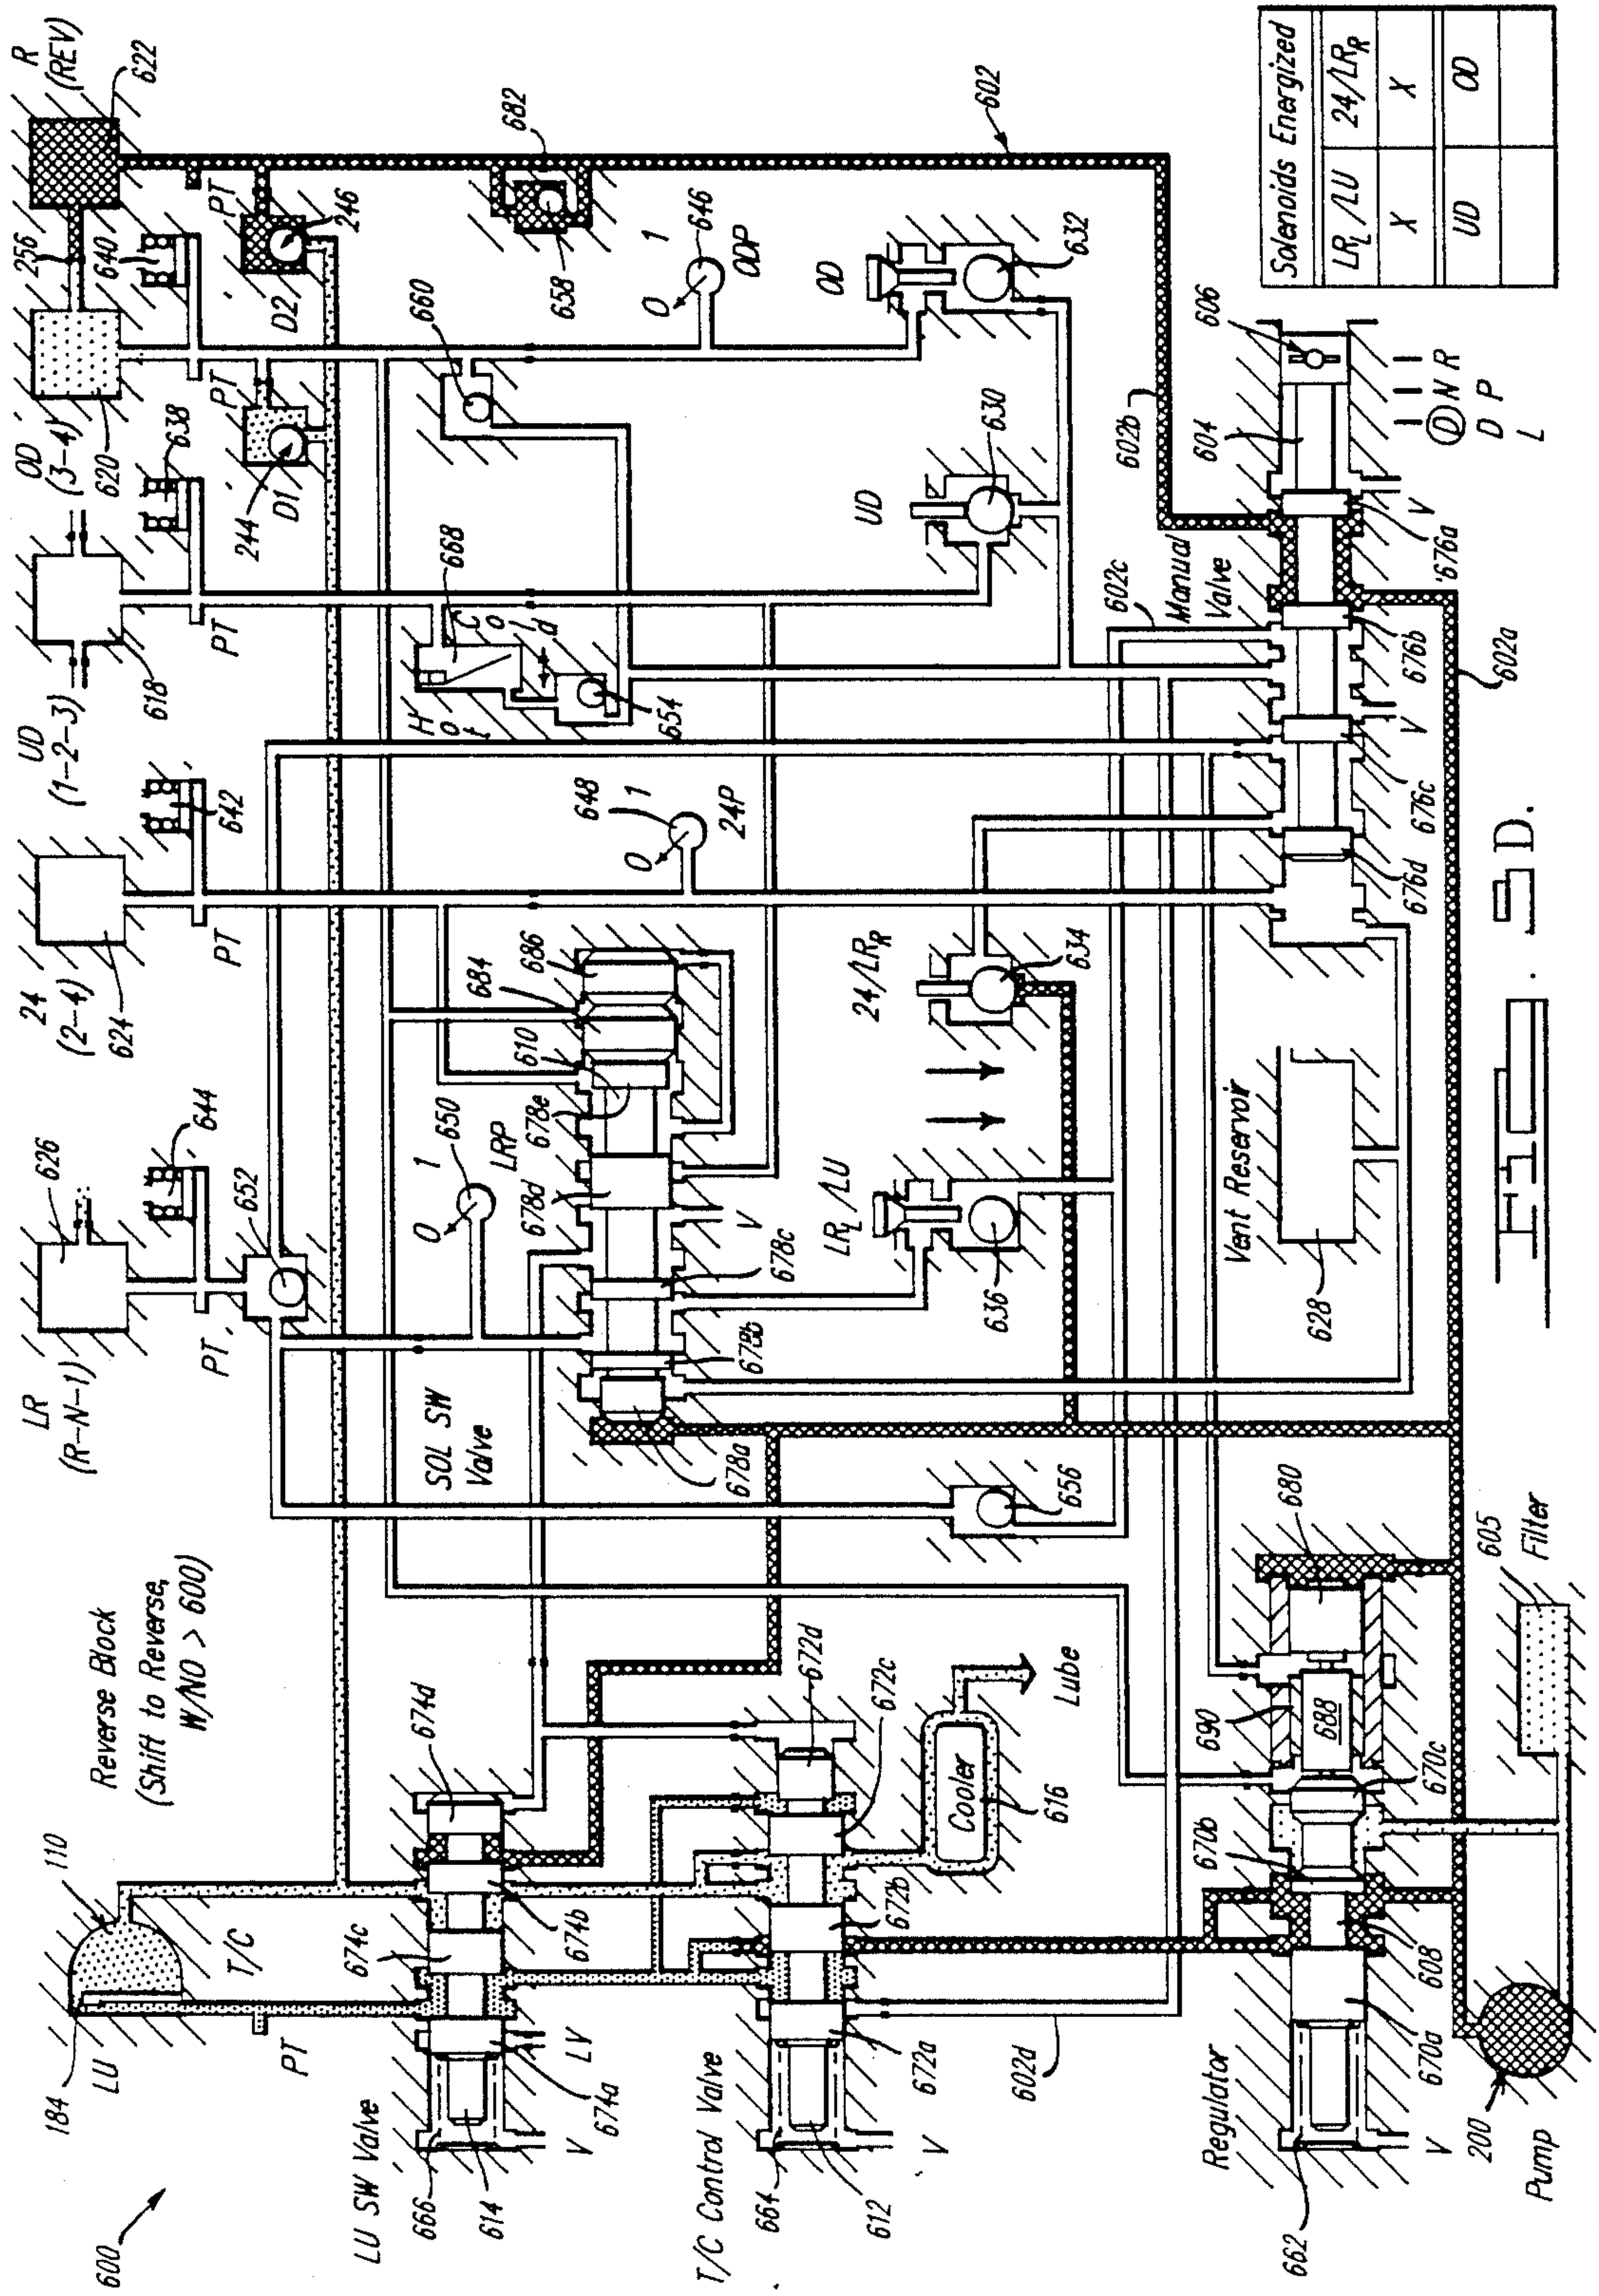 600
Reverse Block
(Shift to Reverse,
W/NO > 600)
LR
(R-N-1)
626
644
652
PT
24
(2-4)
624
642
PT
UD
(1-2-3)
618
638
PT
OD
(3-4)
620
640
PT
256
R
(REV)
622
PT
246
D2
244
D1
184
LU
110
T/C
PT
LU SW Valve
666
614
V
LV
674a
674c
674b
674d
T/C Control Valve
664
612
V
672a
672b
672c
672d
602d
Cooler
616
Lube
SOL SW
Valve
678a
678b
678c
678d
678e
V
610
684
686
0
1
650
LRP
0
1
648
24P
0
1
646
ODP
668
Cold
Hot
654
660
658
682
602
LRL/LU
636
24/LRR
634
UD
630
OD
632
656
602b
602c
602a
Manual
Valve
604
606
676a
676b
676c
676d
V
V
D N R
D P
L
Vent Reservoir
628
Regulator
662
V
670a
608
670b
670c
690
688
680
605
Filter
200
Pump
Solenoids Energized
LRL/LU 24/LRR
X X
UD OD
Fig. 5D.